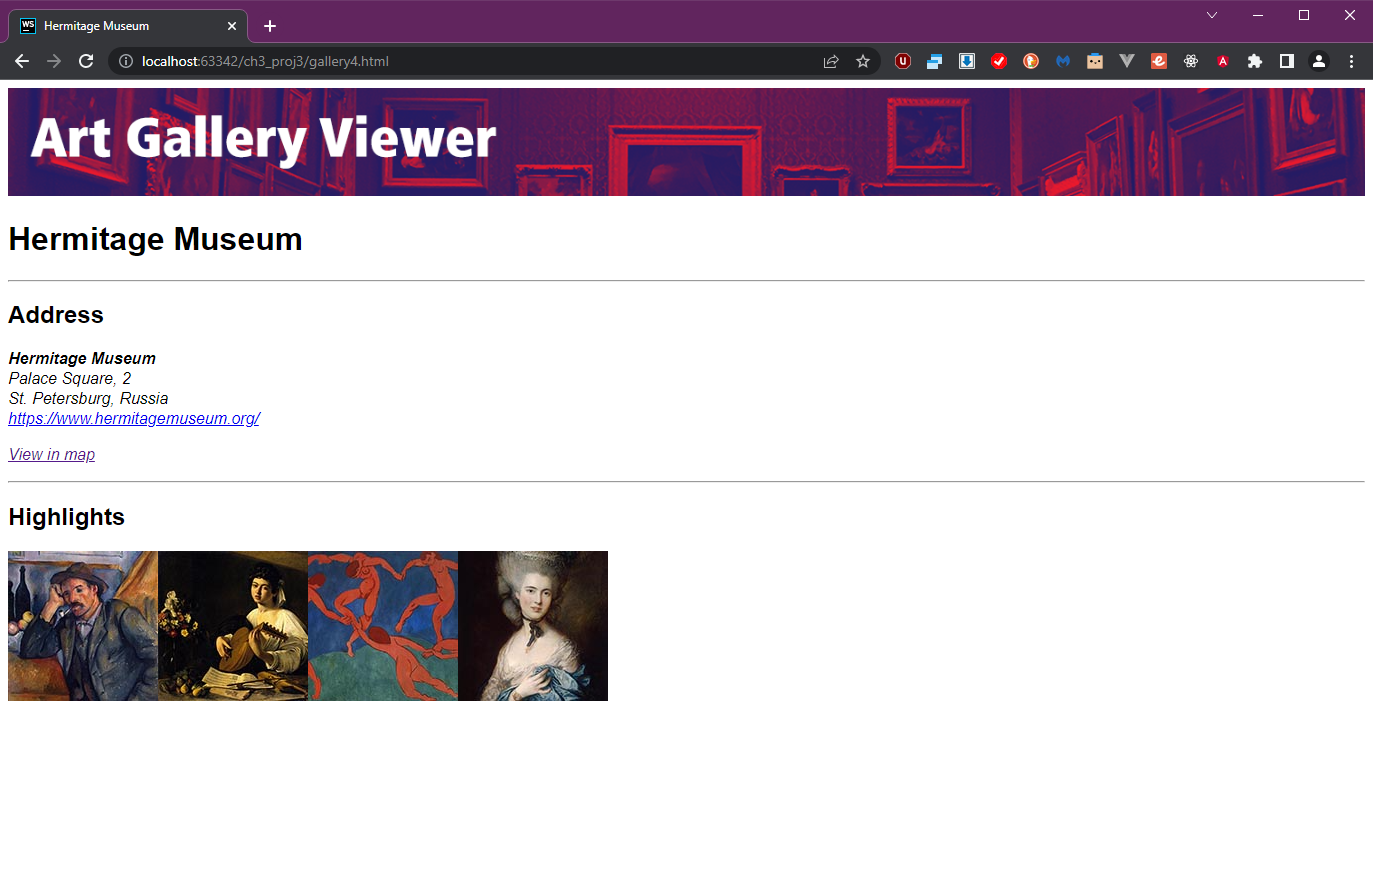 WS
Hermitage Museum
localhost:63342/ch3_proj3/gallery4.html
Art Gallery Viewer
Hermitage Museum
Address
Hermitage Museum
Palace Square, 2
St. Petersburg, Russia
https://www.hermitagemuseum.org/
View in map
Highlights